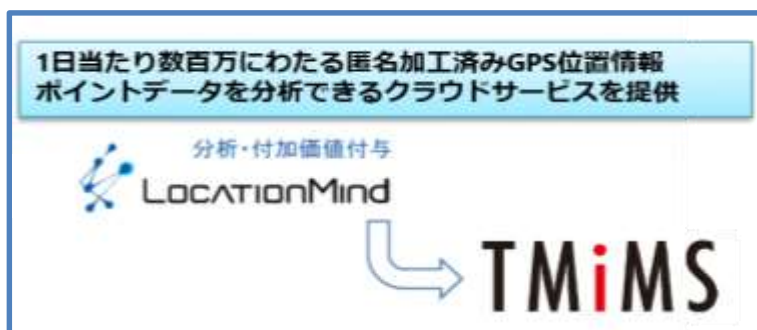 1日当たり数百万にわたる匿名加工済みGPS位置情報
ポイントデータを分析できるクラウドサービスを提供
分析・付加価値付与
LocationMind
TMiMS